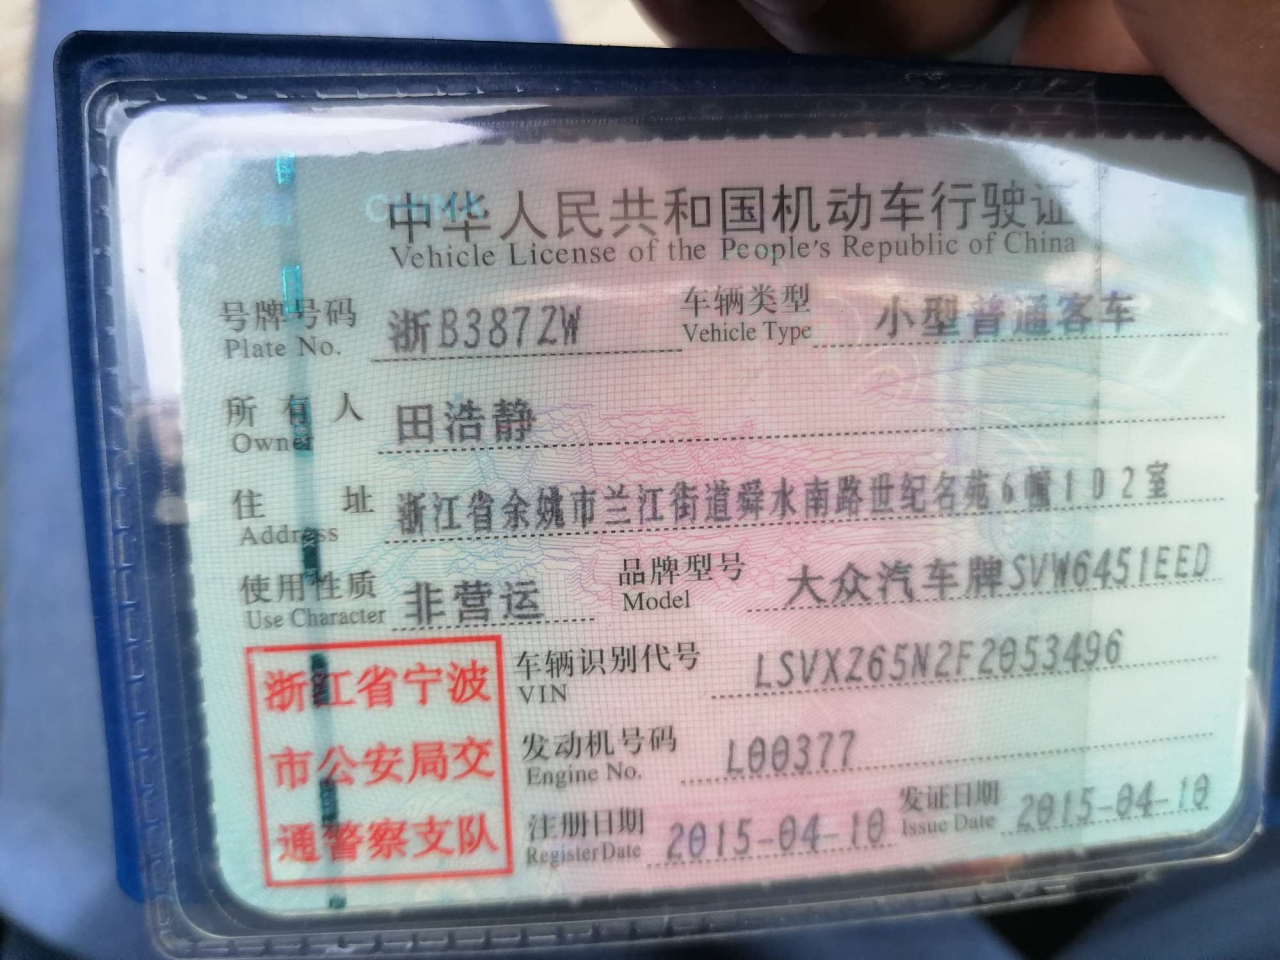 中华人民共和国机动车行驶证
Vehicle License of the People's Republic of China
号牌号码 浙B387ZW 车辆类型 小型普通客车
Plate No. Vehicle Type
所有人 田浩静
Owner
住址 浙江省余姚市兰江街道舜水南路世纪名苑6幢102室
Address
使用性质 非营运 品牌型号 大众汽车牌SVW6451EED
Use Character Model
车辆识别代号 LSVXZ65N2F2053496
VIN
发动机号码 L00377
Engine No.
注册日期 2015-04-10 发证日期 2015-04-10
Register Date Issue Date
浙江省宁波
市公安局交
通警察支队